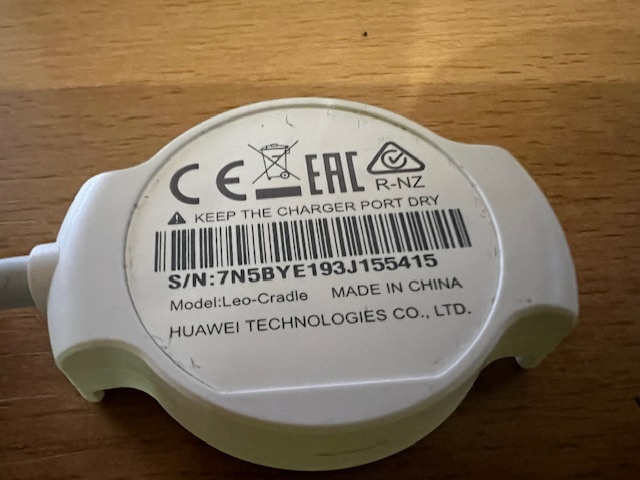 CE EAC
R-NZ
KEEP THE CHARGER PORT DRY
S/N:7N5BYE193J155415
Model:Leo-Cradle MADE IN CHINA
HUAWEI TECHNOLOGIES CO., LTD.